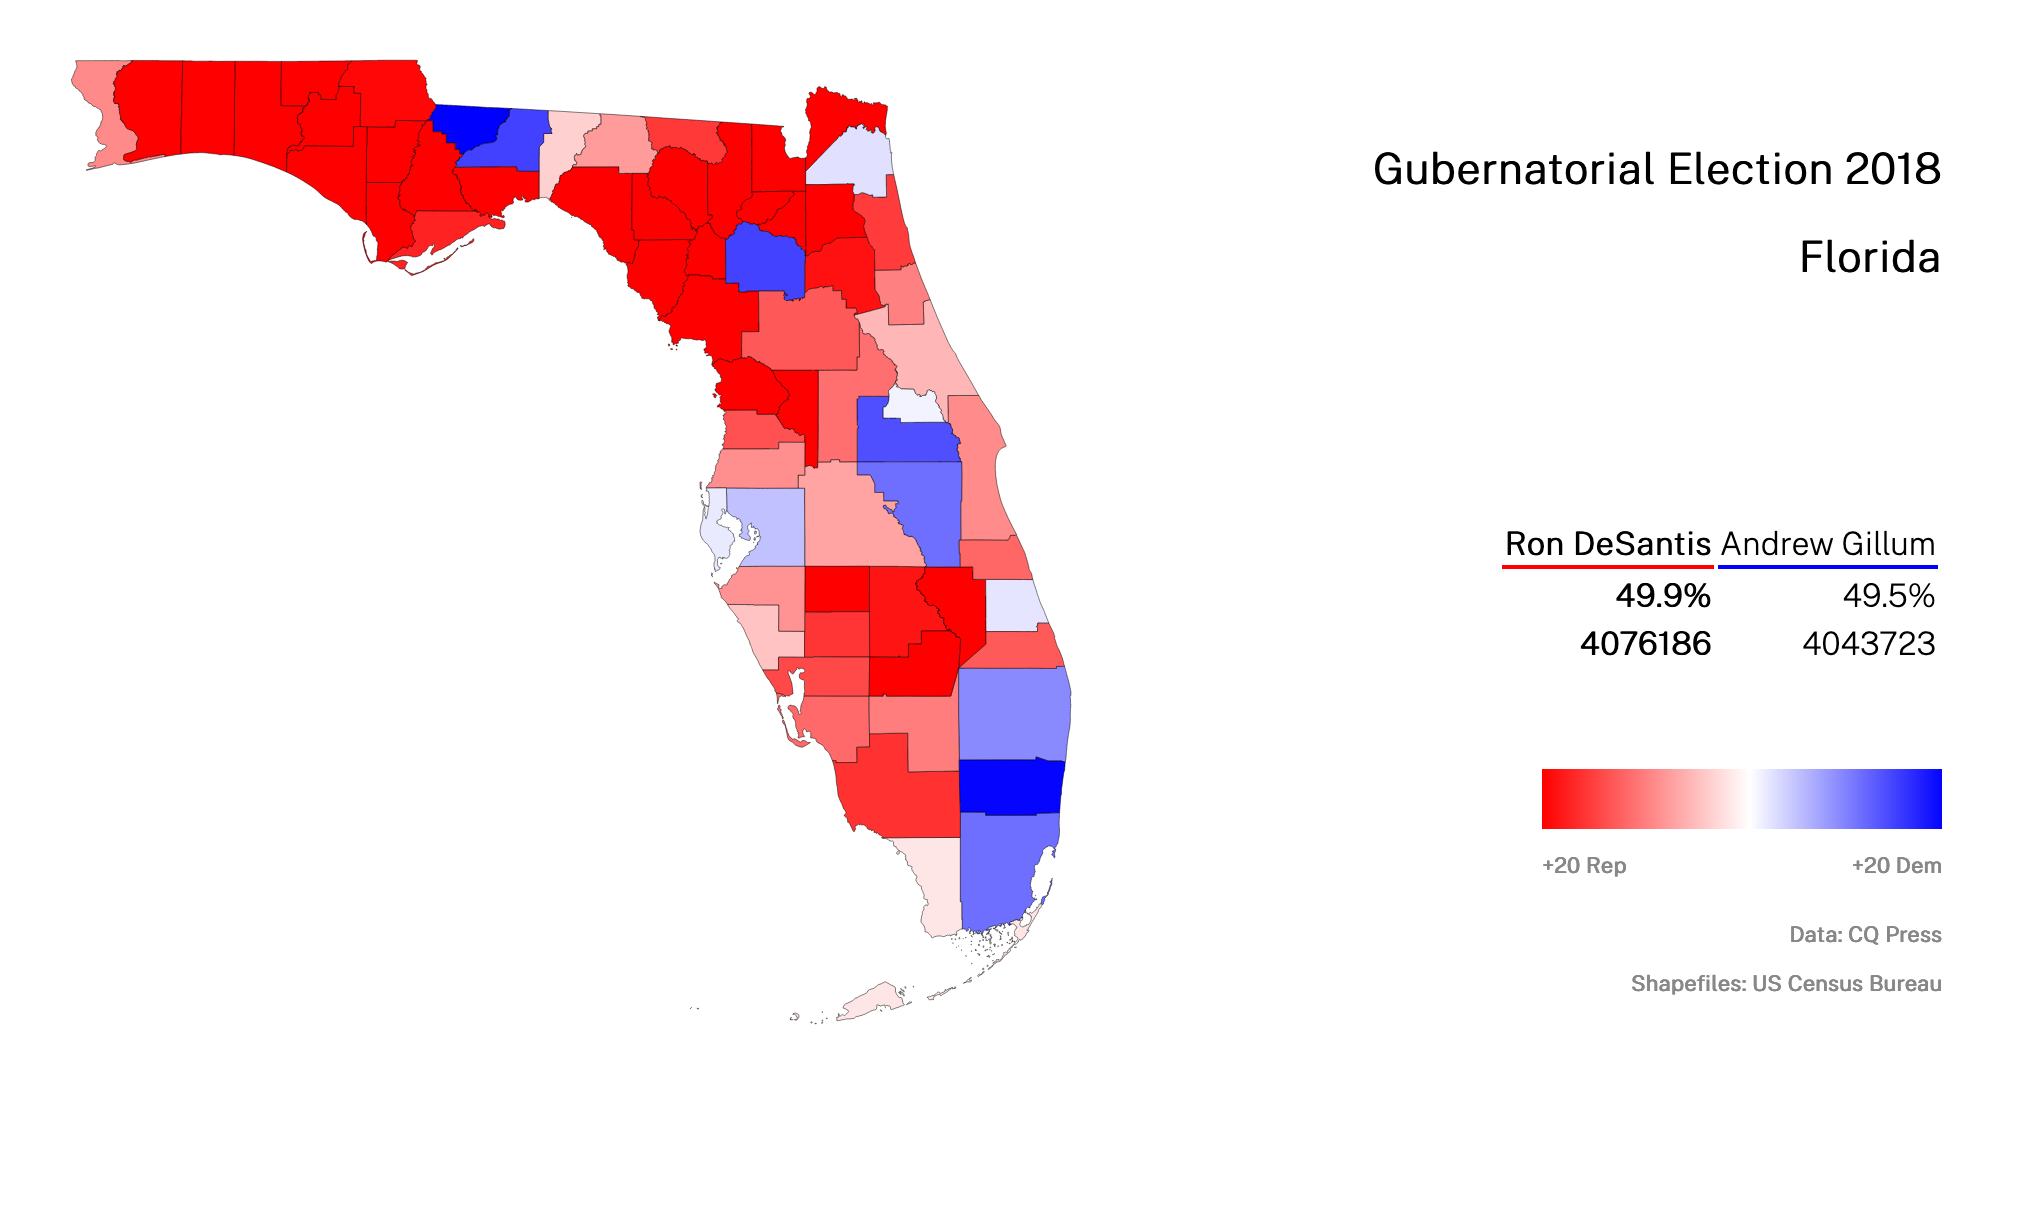 Gubernatorial Election 2018
Florida
Ron DeSantis Andrew Gillum
49.9% 49.5%
4076186 4043723
+20 Rep +20 Dem
Data: CQ Press
Shapefiles: US Census Bureau